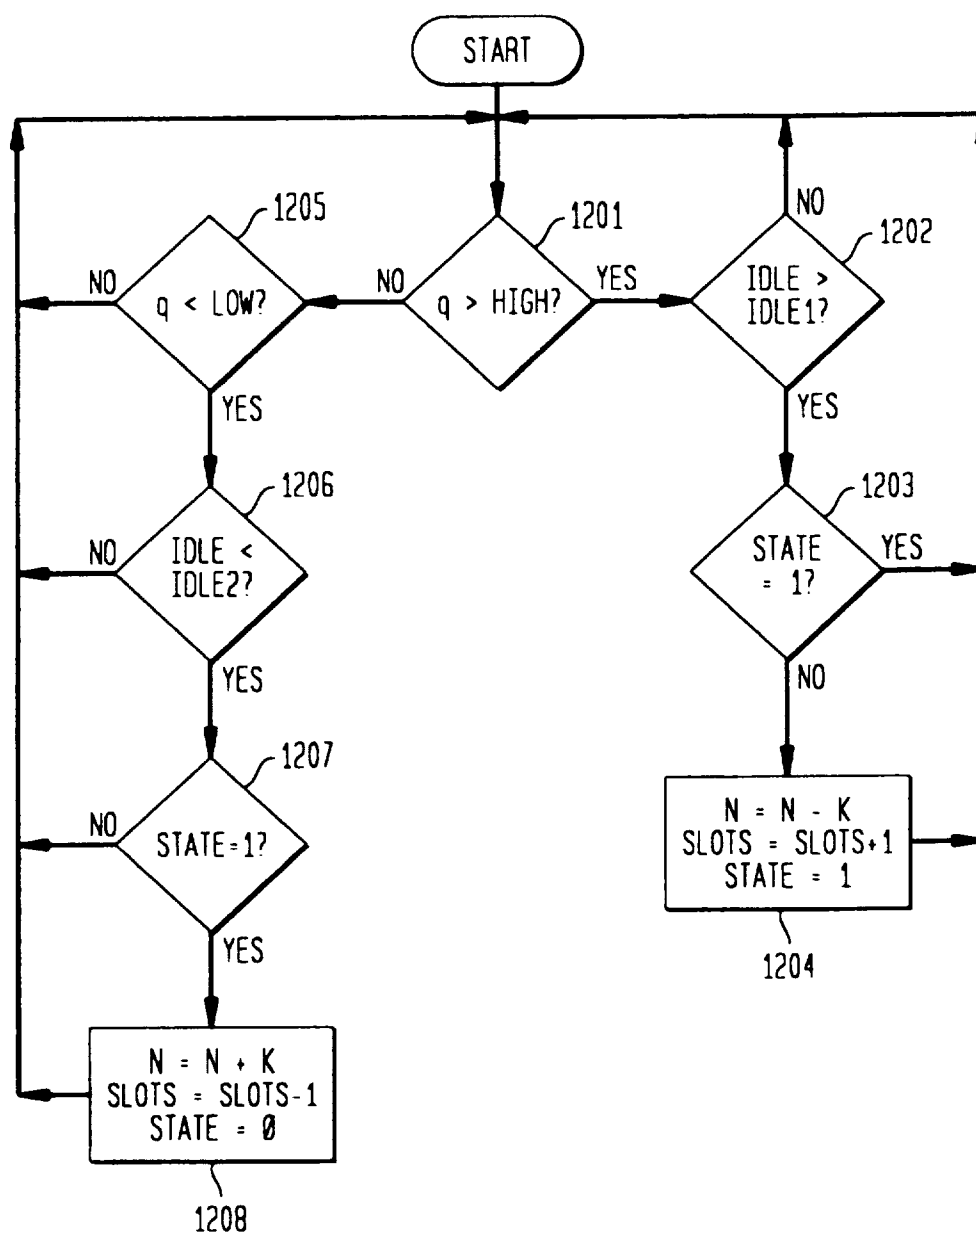 START
1205
1201
1202
NO
NO
NO
YES
q < LOW?
q > HIGH?
IDLE >
IDLE1?
YES
YES
1206
1203
NO
IDLE <
IDLE2?
STATE
= 1?
YES
YES
NO
1207
NO
STATE=1?
N = N - K
SLOTS = SLOTS+1
STATE = 1
YES
1204
N = N + K
SLOTS = SLOTS-1
STATE = 0
1208